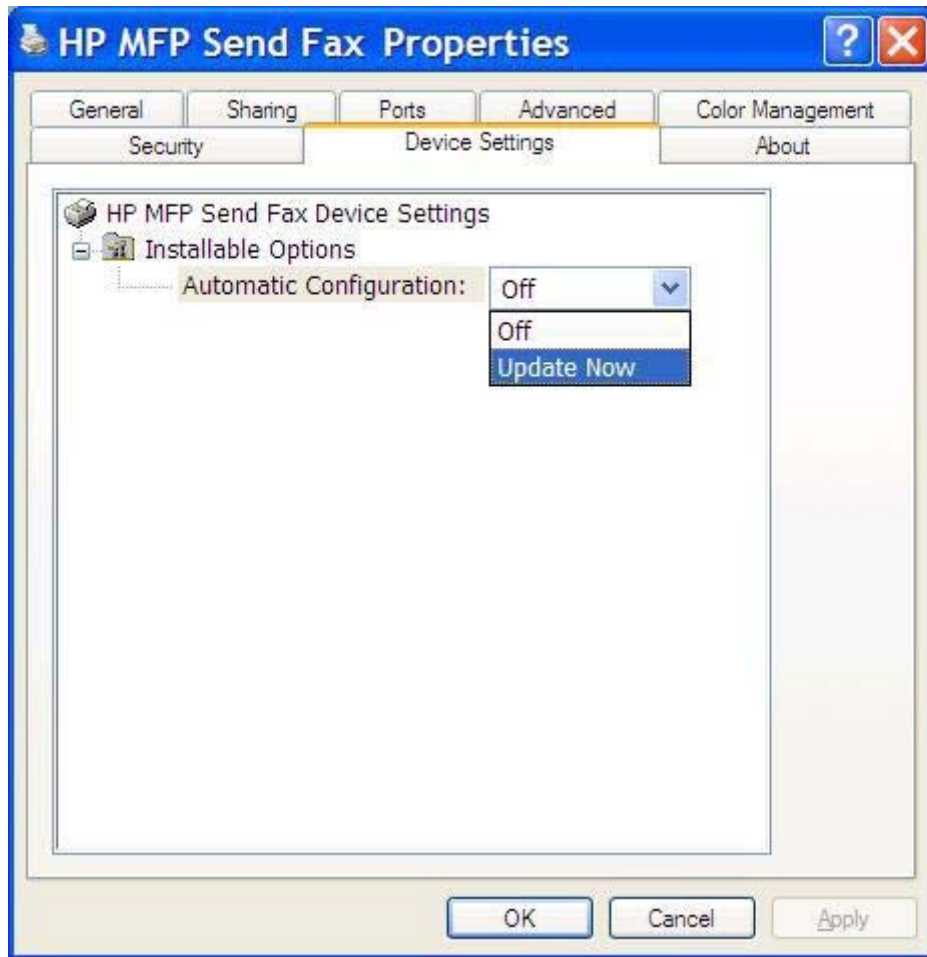 HP MFP Send Fax Properties
General Sharing Ports Advanced Color Management
Security Device Settings About
HP MFP Send Fax Device Settings
Installable Options
Automatic Configuration: Off
Off
Update Now
OK Cancel Apply